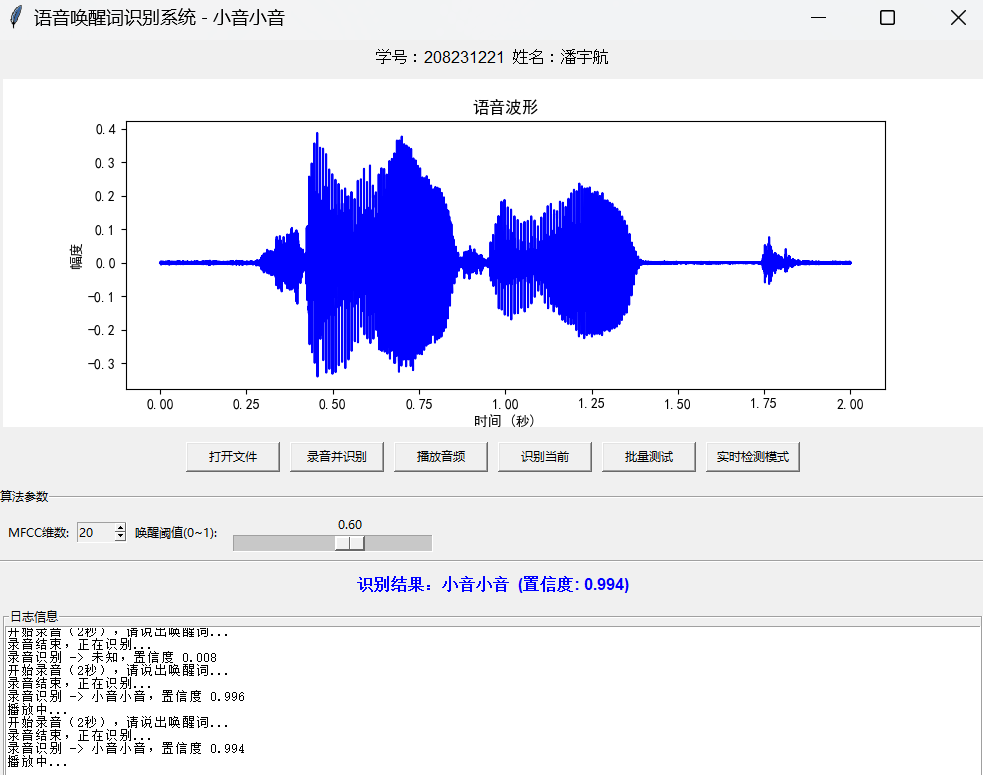 语音唤醒词识别系统 - 小音小音
学号：208231221 姓名：潘宇航
语音波形
0.4
0.3
0.2
0.1
0.0
-0.1
-0.2
-0.3
幅度
0.00 0.25 0.50 0.75 1.00 1.25 1.50 1.75 2.00
时间 (秒)
打开文件 录音并识别 播放音频 识别当前 批量测试 实时检测模式
算法参数
0.60
MFCC维数: 20 唤醒阈值(0~1):
识别结果：小音小音 (置信度: 0.994)
日志信息
开始录音（2秒），请说出唤醒词...
录音结束，正在识别...
录音识别 -> 未知，置信度 0.008
开始录音（2秒），请说出唤醒词...
录音结束，正在识别...
录音识别 -> 小音小音，置信度 0.996
播放中...
开始录音（2秒），请说出唤醒词...
录音结束，正在识别...
录音识别 -> 小音小音，置信度 0.994
播放中...